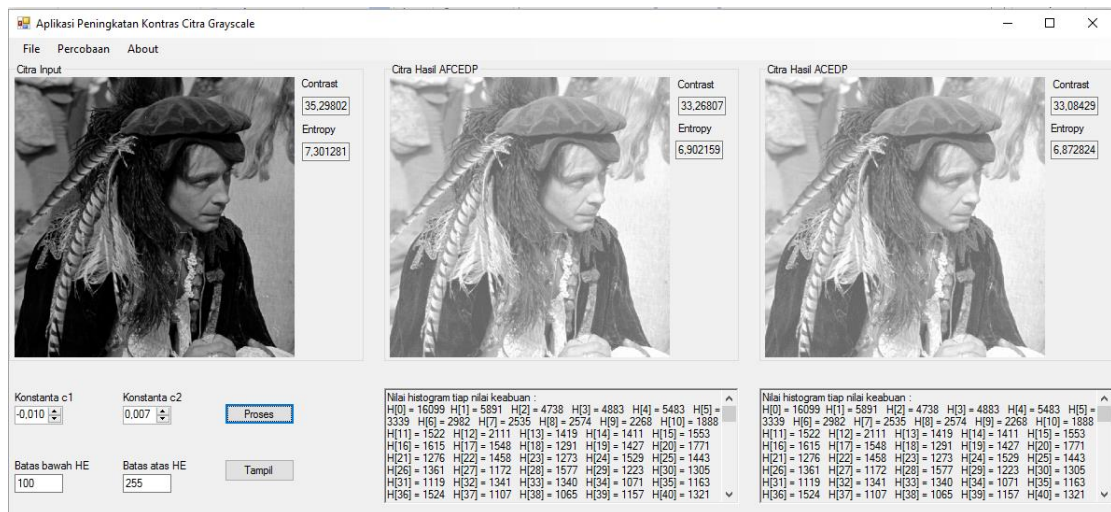 Aplikasi Peningkatan Kontras Citra Grayscale
File Percobaan About
Citra Input
Contrast
35,29802
Entropy
7,301281
Citra Hasil AFCEDP
Contrast
33,26807
Entropy
6,902159
Citra Hasil ACEDP
Contrast
33,08429
Entropy
6,872824
Konstanta c1
-0,010
Konstanta c2
0,007
Proses
Batas bawah HE
100
Batas atas HE
255
Tampil
Nilai histogram tiap nilai keabuan :
H[0] = 16099 H[1] = 5891 H[2] = 4738 H[3] = 4883 H[4] = 5483 H[5] =
3339 H[6] = 2982 H[7] = 2535 H[8] = 2574 H[9] = 2268 H[10] = 1888
H[11] = 1522 H[12] = 2111 H[13] = 1419 H[14] = 1411 H[15] = 1553
H[16] = 1615 H[17] = 1548 H[18] = 1291 H[19] = 1427 H[20] = 1771
H[21] = 1276 H[22] = 1458 H[23] = 1273 H[24] = 1529 H[25] = 1443
H[26] = 1361 H[27] = 1172 H[28] = 1577 H[29] = 1223 H[30] = 1305
H[31] = 1119 H[32] = 1341 H[33] = 1340 H[34] = 1071 H[35] = 1163
H[36] = 1524 H[37] = 1107 H[38] = 1065 H[39] = 1157 H[40] = 1321
Nilai histogram tiap nilai keabuan :
H[0] = 16099 H[1] = 5891 H[2] = 4738 H[3] = 4883 H[4] = 5483 H[5] =
3339 H[6] = 2982 H[7] = 2535 H[8] = 2574 H[9] = 2268 H[10] = 1888
H[11] = 1522 H[12] = 2111 H[13] = 1419 H[14] = 1411 H[15] = 1553
H[16] = 1615 H[17] = 1548 H[18] = 1291 H[19] = 1427 H[20] = 1771
H[21] = 1276 H[22] = 1458 H[23] = 1273 H[24] = 1529 H[25] = 1443
H[26] = 1361 H[27] = 1172 H[28] = 1577 H[29] = 1223 H[30] = 1305
H[31] = 1119 H[32] = 1341 H[33] = 1340 H[34] = 1071 H[35] = 1163
H[36] = 1524 H[37] = 1107 H[38] = 1065 H[39] = 1157 H[40] = 1321